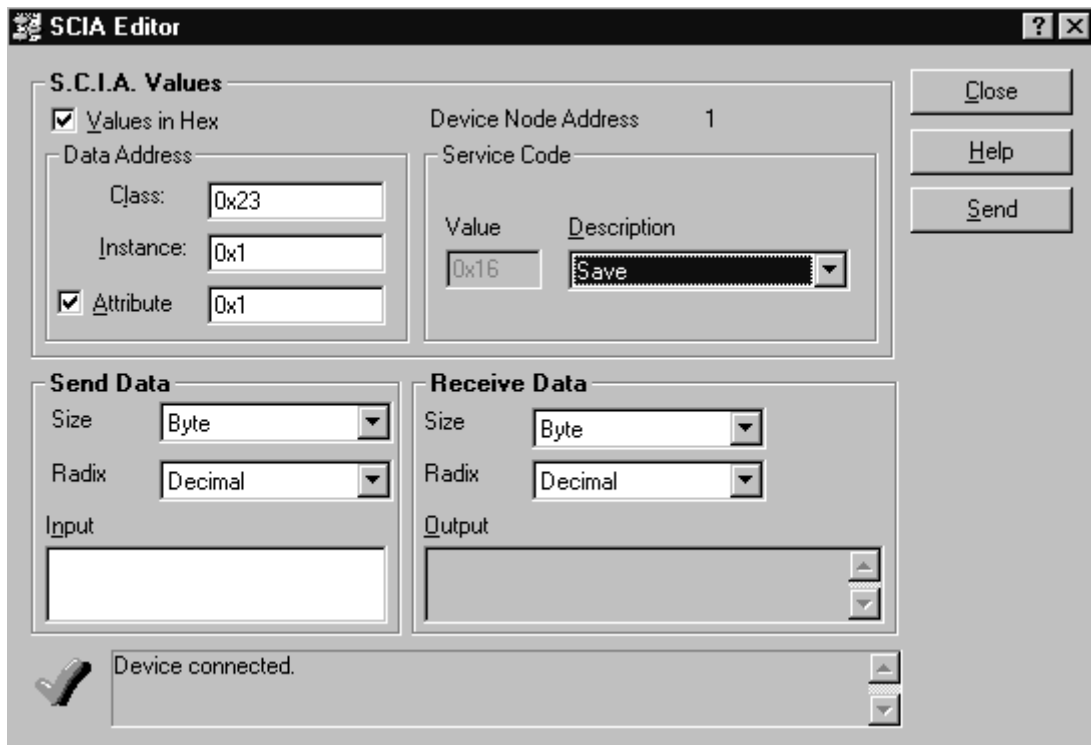 SCIA Editor
S.C.I.A. Values
Values in Hex
Device Node Address 1
Data Address
Class: 0x23
Instance: 0x1
Attribute 0x1
Service Code
Value Description
0x16 Save
Close
Help
Send
Send Data
Size Byte
Radix Decimal
Input
Receive Data
Size Byte
Radix Decimal
Output
Device connected.